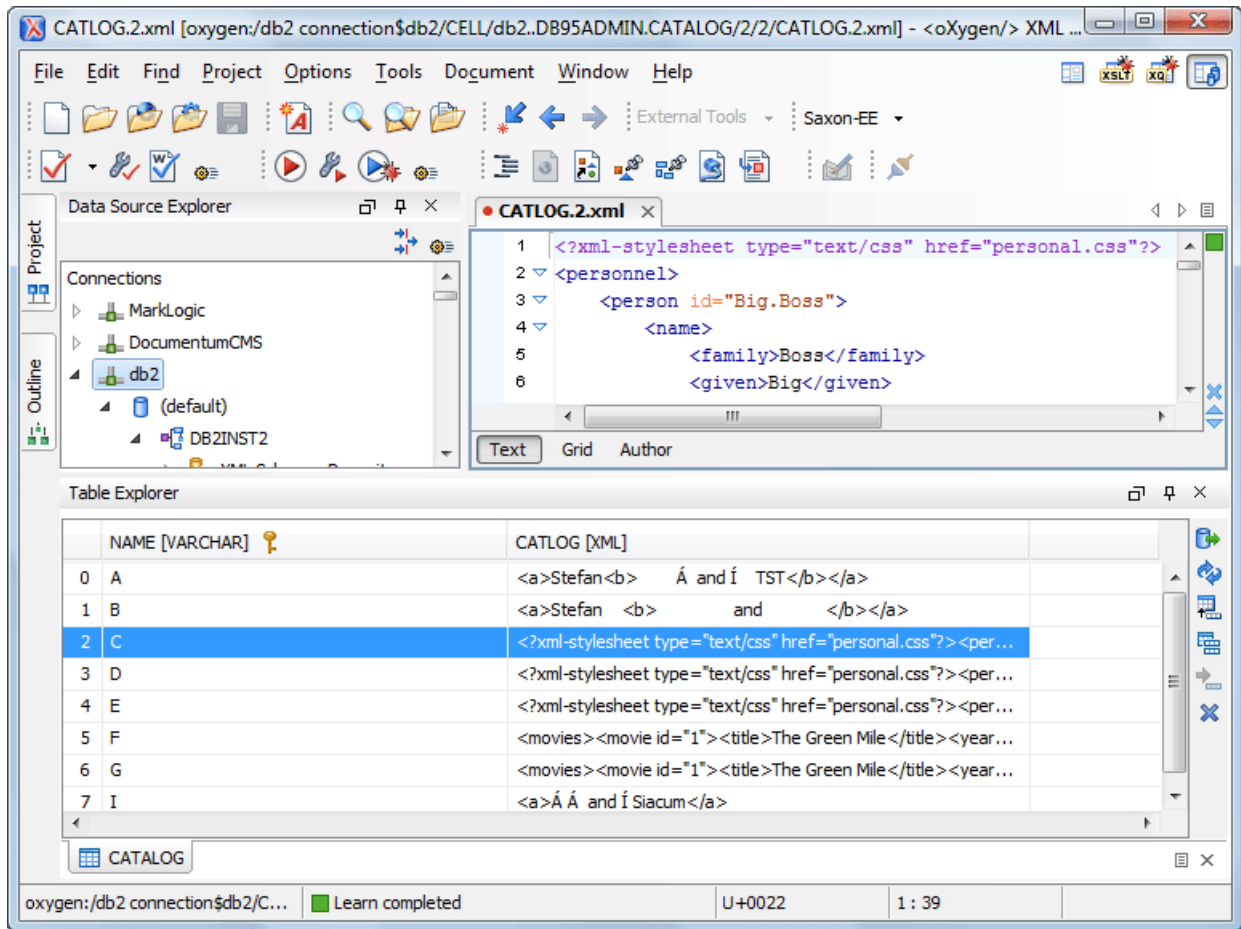 CATLOG.2.xml [oxygen:/db2 connection$db2/CELL/db2..DB95ADMIN.CATALOG/2/2/CATLOG.2.xml] - <oXygen/> XML ...
File Edit Find Project Options Tools Document Window Help
XSLT XQ
External Tools Saxon-EE
Project
Outline
Data Source Explorer
Connections
MarkLogic
DocumentumCMS
db2
(default)
DB2INST2
CATLOG.2.xml
1 <?xml-stylesheet type="text/css" href="personal.css"?>
2 <personnel>
3 <person id="Big.Boss">
4 <name>
5 <family>Boss</family>
6 <given>Big</given>
Text Grid Author
Table Explorer
NAME [VARCHAR] CATLOG [XML]
0 A <a>Stefan<b> Á and Í TST</b></a>
1 B <a>Stefan <b> and </b></a>
2 C <?xml-stylesheet type="text/css" href="personal.css"?><per...
3 D <?xml-stylesheet type="text/css" href="personal.css"?><per...
4 E <?xml-stylesheet type="text/css" href="personal.css"?><per...
5 F <movies><movie id="1"><title>The Green Mile</title><year...
6 G <movies><movie id="1"><title>The Green Mile</title><year...
7 I <a>Á Á and Í Siacum</a>
CATALOG
oxygen:/db2 connection$db2/C... Learn completed U+0022 1 : 39